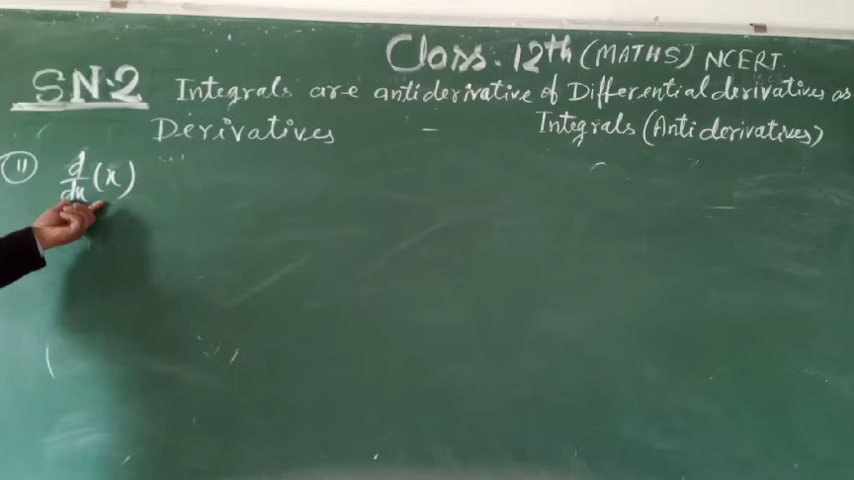 Class. 12th (MATHS) NCERT.
SN.2 Integrals are antiderivative of Differential derivatives as
Derivatives - Integrals (Anti derivatives)
(11) d/dx (x)